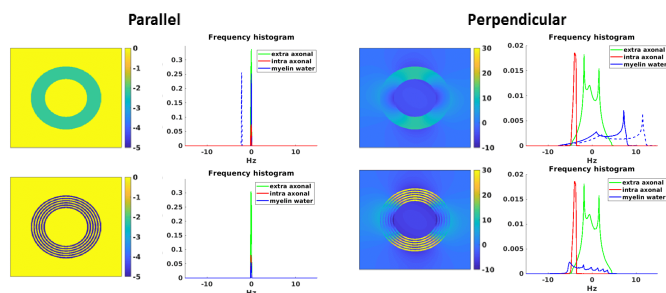 Parallel
Perpendicular
Frequency histogram
0
-1
-2
-3
-4
-5
0.3
0.25
0.2
0.15
0.1
0.05
0
extra axonal
intra axonal
myelin water
-10
0
10
Hz
Frequency histogram
30
20
10
0
-10
0.02
0.015
0.01
0.005
0
extra axonal
intra axonal
myelin water
-10
0
10
Hz
Frequency histogram
0
-1
-2
-3
-4
-5
0.3
0.25
0.2
0.15
0.1
0.05
0
extra axonal
intra axonal
myelin water
-10
0
10
Hz
Frequency histogram
30
20
10
0
-10
0.02
0.015
0.01
0.005
0
extra axonal
intra axonal
myelin water
-10
0
10
Hz